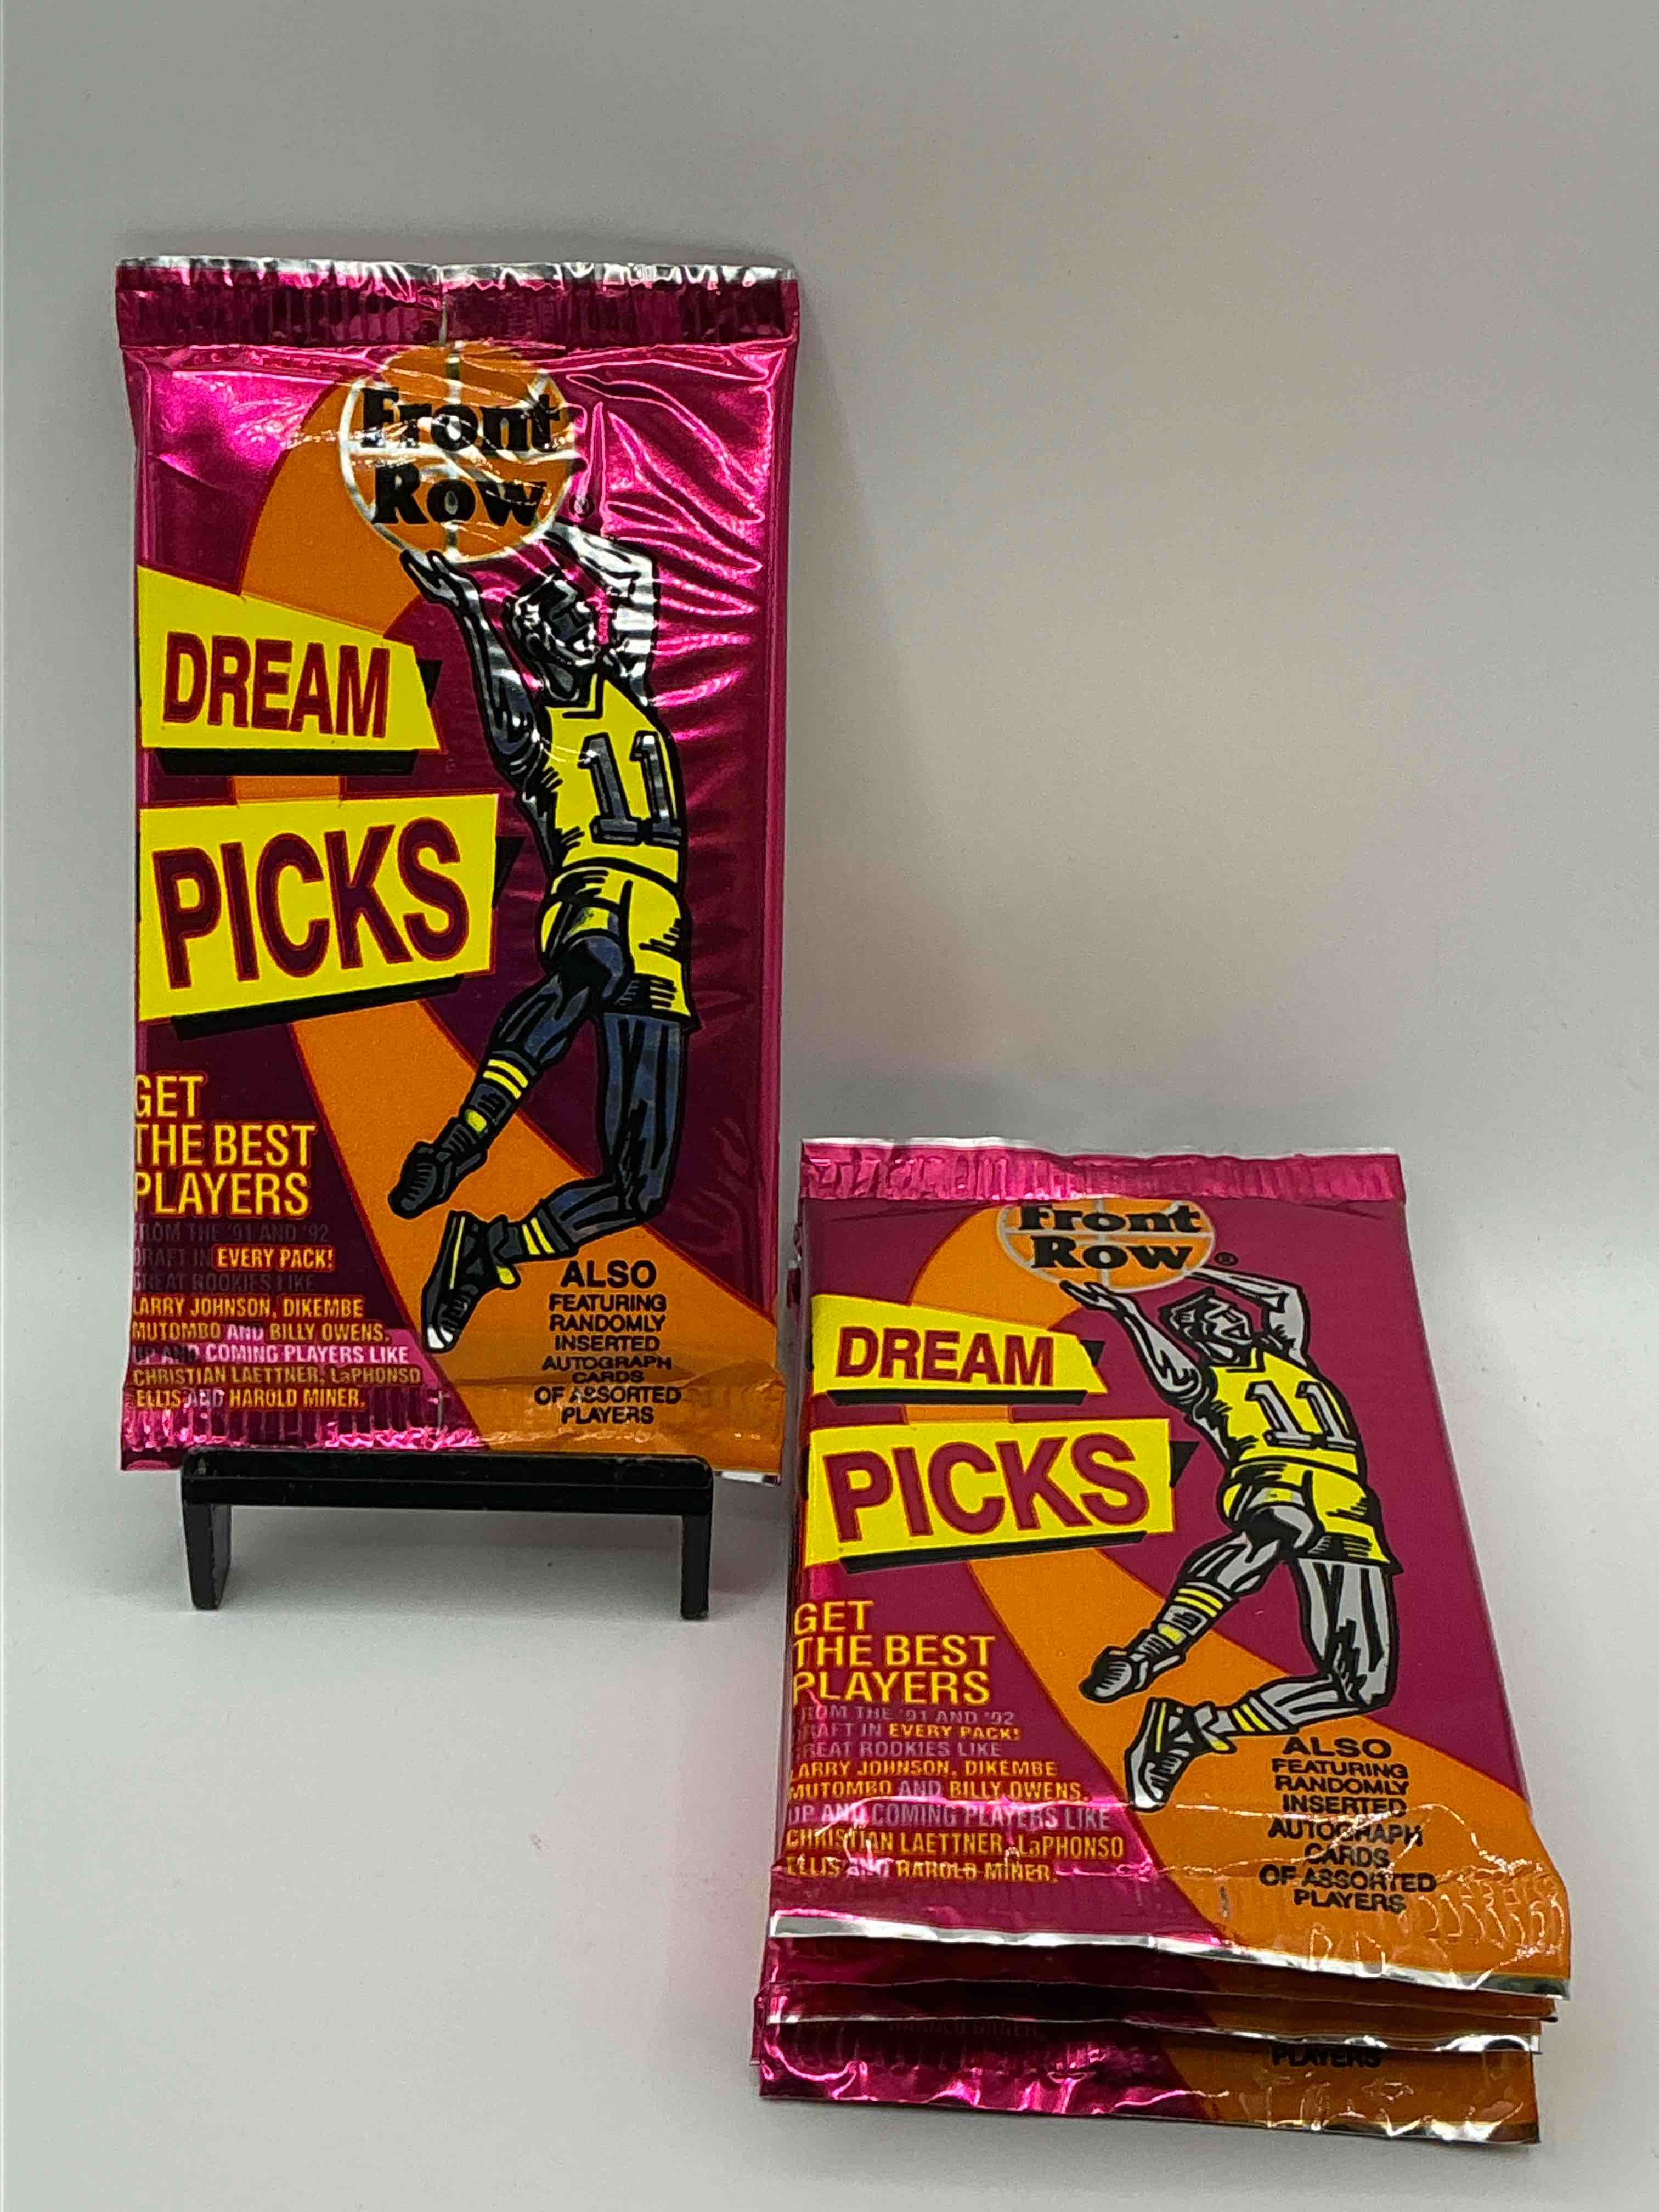 Front
Row
®
DREAM
PICKS
11
GET
THE BEST
PLAYERS
FROM THE '91 AND '92
DRAFT IN EVERY PACK!
GREAT ROOKIES LIKE
LARRY JOHNSON, DIKEMBE
MUTOMBO AND BILLY OWENS,
UP AND COMING PLAYERS LIKE
CHRISTIAN LAETTNER, LaPHONSO
ELLIS AND HAROLD MINER.
ALSO
FEATURING
RANDOMLY
INSERTED
AUTOGRAPH
CARDS
OF ASSORTED
PLAYERS
Front
Row
®
DREAM
PICKS
11
GET
THE BEST
PLAYERS
FROM THE '91 AND '92
DRAFT IN EVERY PACK!
GREAT ROOKIES LIKE
LARRY JOHNSON, DIKEMBE
MUTOMBO AND BILLY OWENS,
UP AND COMING PLAYERS LIKE
CHRISTIAN LAETTNER, LaPHONSO
ELLIS AND HAROLD MINER.
ALSO
FEATURING
RANDOMLY
INSERTED
AUTOGRAPH
CARDS
OF ASSORTED
PLAYERS
PLAYERS